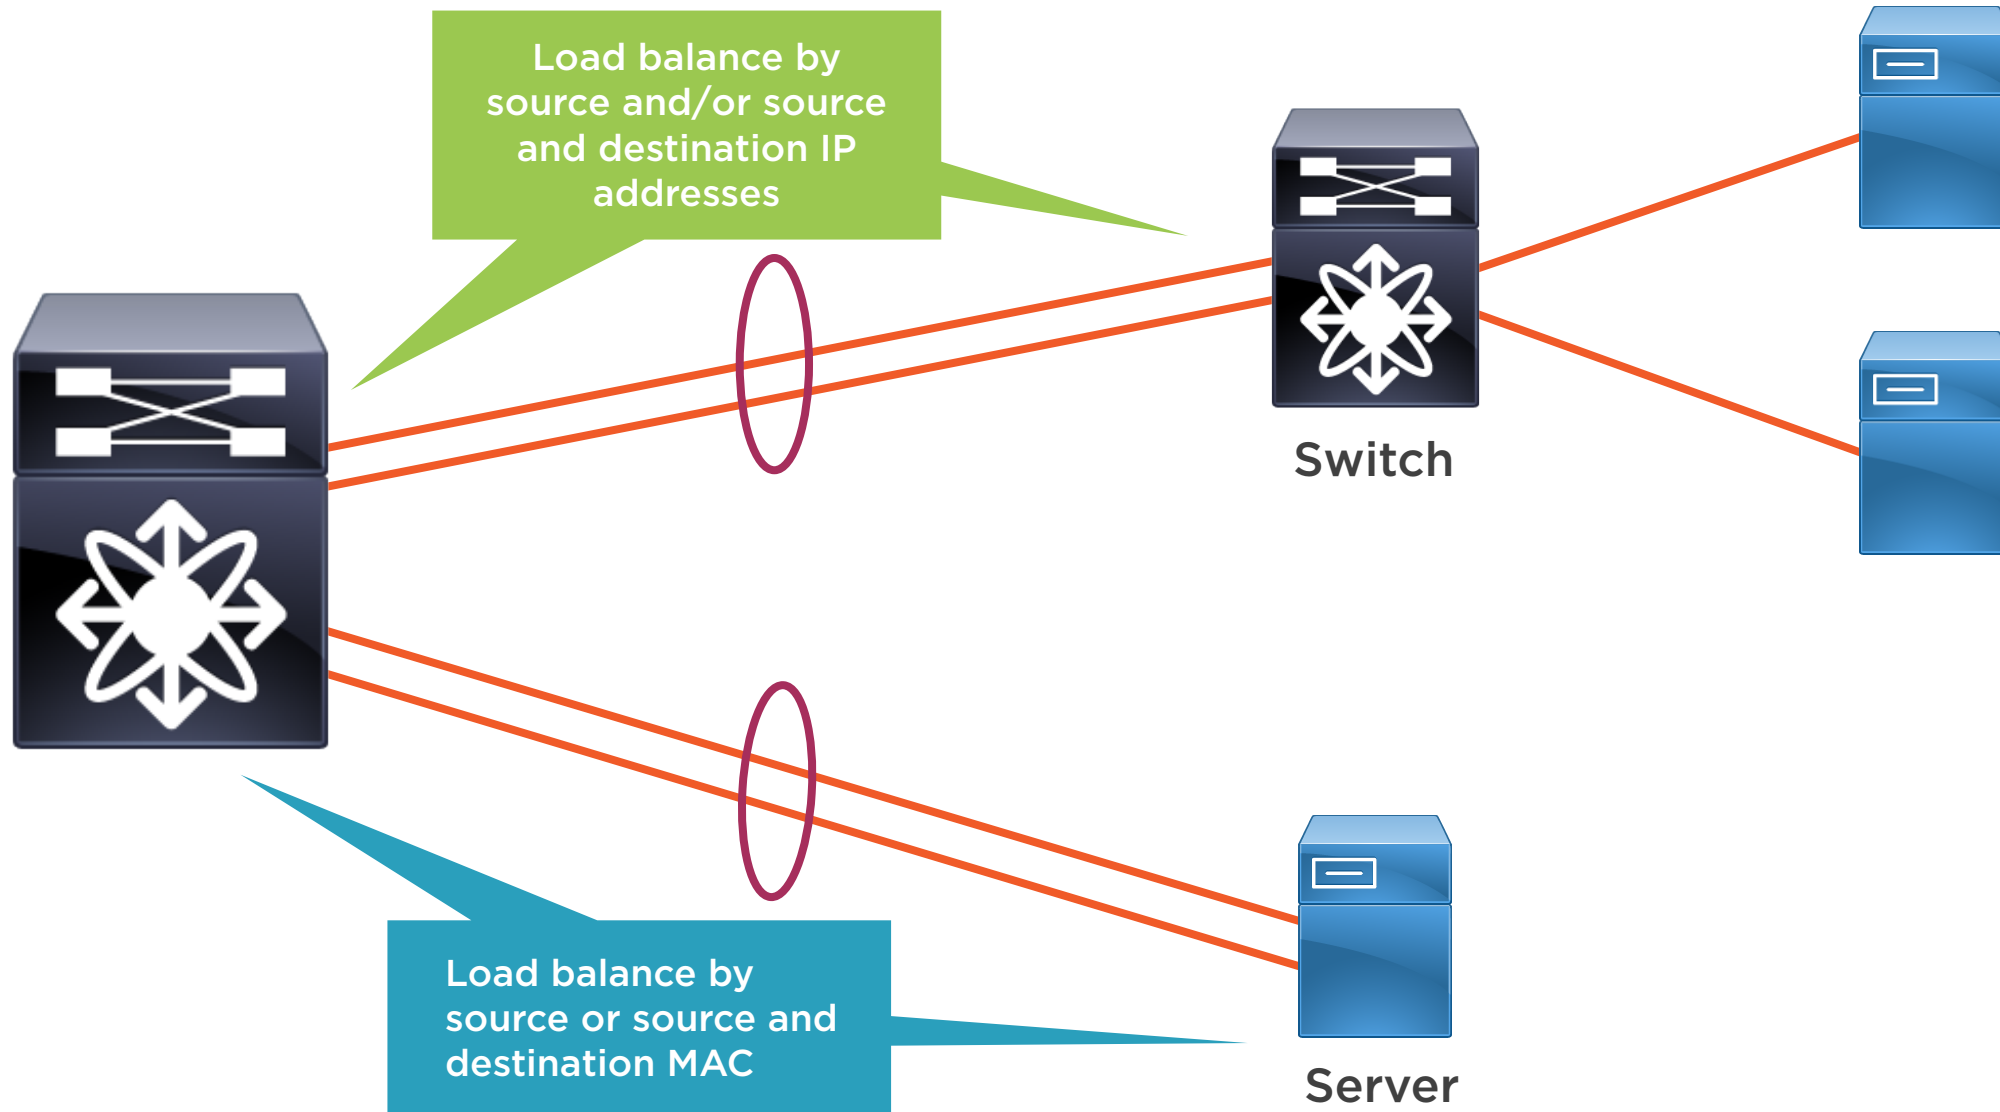 Load balance by
source and/or source
and destination IP
addresses
Switch
Load balance by
source or source and
destination MAC
Server